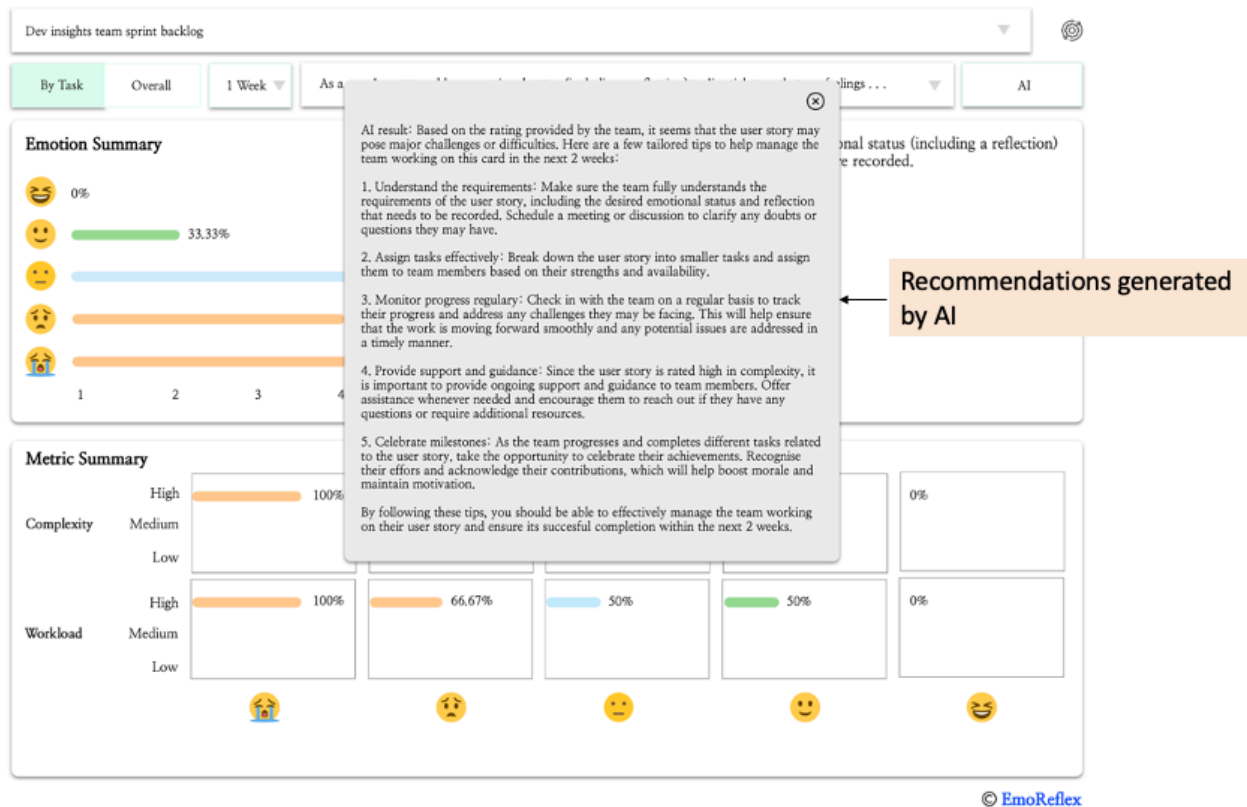 Dev insights team sprint backlog
By Task
Overall
1 Week
As a
elings . . .
AI
Emotion Summary
0%
33.33%
1
2
3
4
onal status (including a reflection)
e recorded.
AI result: Based on the rating provided by the team, it seems that the user story may
pose major challenges or difficulties. Here are a few tailored tips to help manage the
team working on this card in the next 2 weeks:
1. Understand the requirements: Make sure the team fully understands the
requirements of the user story, including the desired emotional status and reflection
that needs to be recorded. Schedule a meeting or discussion to clarify any doubts or
questions they may have.
2. Assign tasks effectively: Break down the user story into smaller tasks and assign
them to team members based on their strengths and availability.
3. Monitor progress regulary: Check in with the team on a regular basis to track
their progress and address any challenges they may be facing. This will help ensure
that the work is moving forward smoothly and any potential issues are addressed in
a timely manner.
4. Provide support and guidance: Since the user story is rated high in complexity, it
is important to provide ongoing support and guidance to team members. Offer
assistance whenever needed and encourage them to reach out if they have any
questions or require additional resources.
5. Celebrate milestones: As the team progresses and completes different tasks related
to the user story, take the opportunity to celebrate their achievements. Recognise
their effors and acknowledge their contributions, which will help boost morale and
maintain motivation.
By following these tips, you should be able to effectively manage the team working
on their user story and ensure its succesful completion within the next 2 weeks.
Recommendations generated
by AI
Metric Summary
Complexity
High
Medium
Low
100%
0%
Workload
High
Medium
Low
100%
66.67%
50%
50%
0%
© EmoReflex